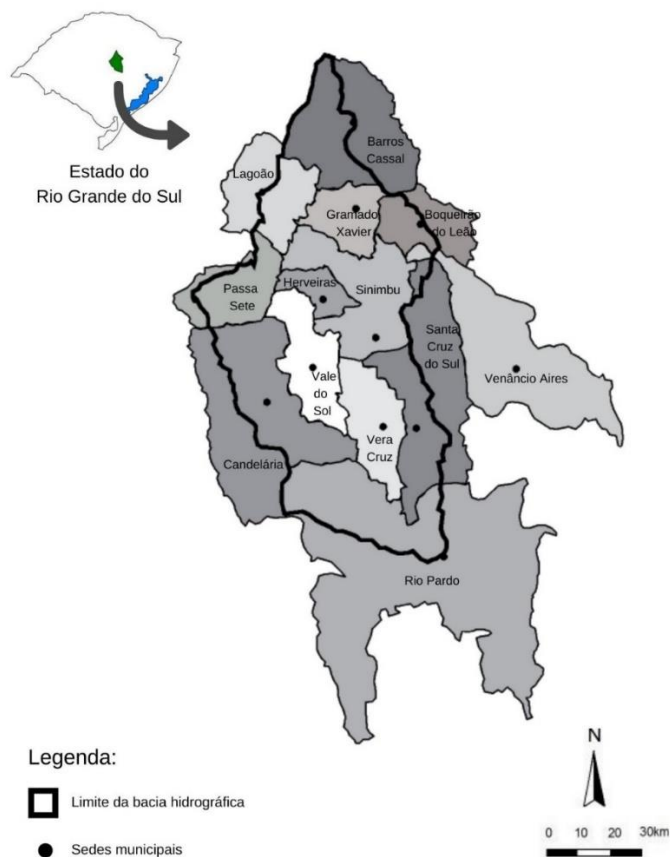 Estado do
Rio Grande do Sul
Barros
Cassal
Lagoão
Gramado
Xavier
Boqueirão
do Leão
Passa
Sete
Herveiras
Sinimbu
Santa
Cruz
do Sul
Venâncio Aires
Vale
do
Sol
Vera
Cruz
Candelária
Rio Pardo
Legenda:
Limite da bacia hidrográfica
Sedes municipais
N
0 10 20 30km